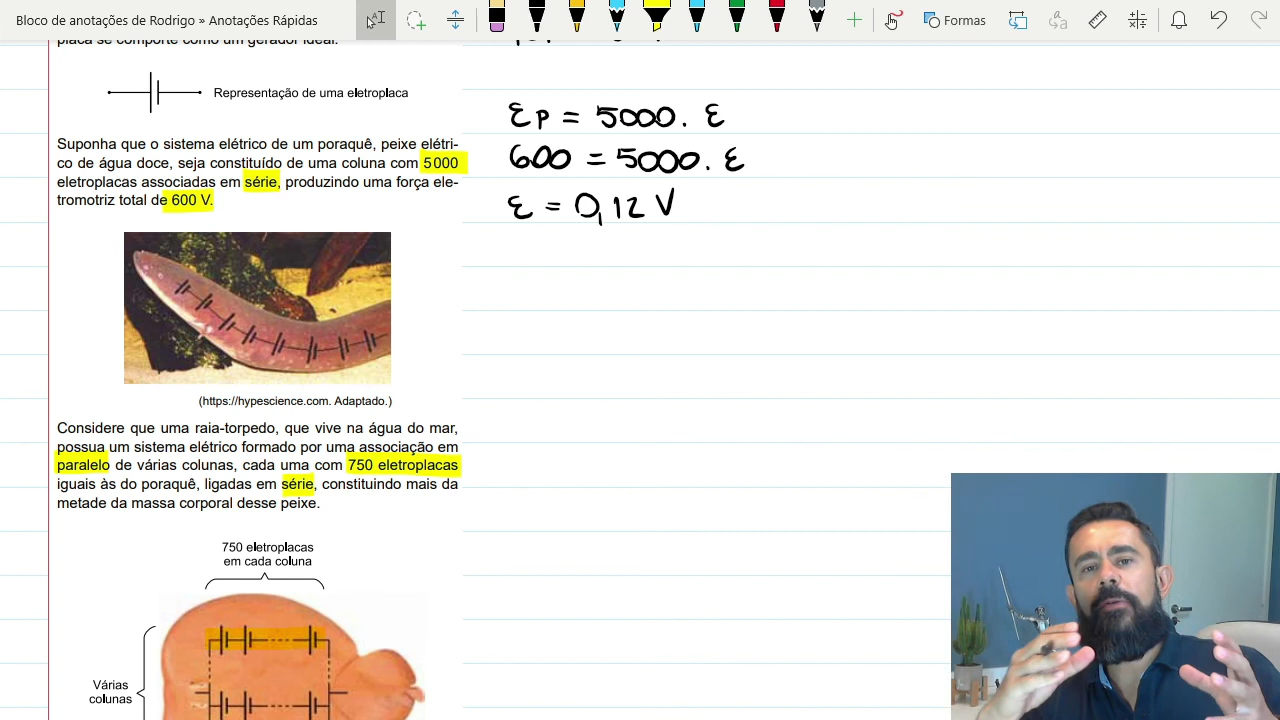 Bloco de anotações de Rodrigo » Anotações Rápidas
Formas
placa se comporte como um gerador ideal.
Representação de uma eletroplaca
Suponha que o sistema elétrico de um poraquê, peixe elétri-
co de água doce, seja constituído de uma coluna com 5 000
eletroplacas associadas em série, produzindo uma força ele-
tromotriz total de 600 V.
(https://hypescience.com. Adaptado.)
Considere que uma raia-torpedo, que vive na água do mar,
possua um sistema elétrico formado por uma associação em
paralelo de várias colunas, cada uma com 750 eletroplacas
iguais às do poraquê, ligadas em série, constituindo mais da
metade da massa corporal desse peixe.
750 eletroplacas
em cada coluna
Várias
colunas
εp = 5000. ε
600 = 5000. ε
ε = 0,12 V